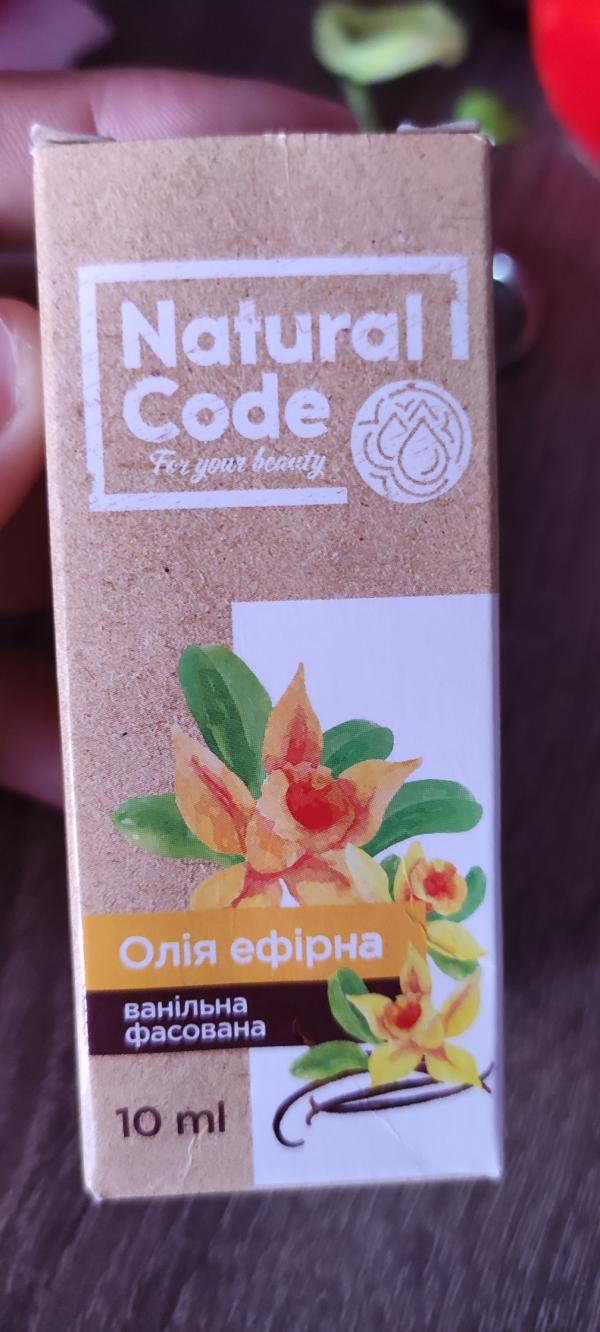 Natural
Code
For your beauty
Олія ефірна
ванільна
фасована
10 ml